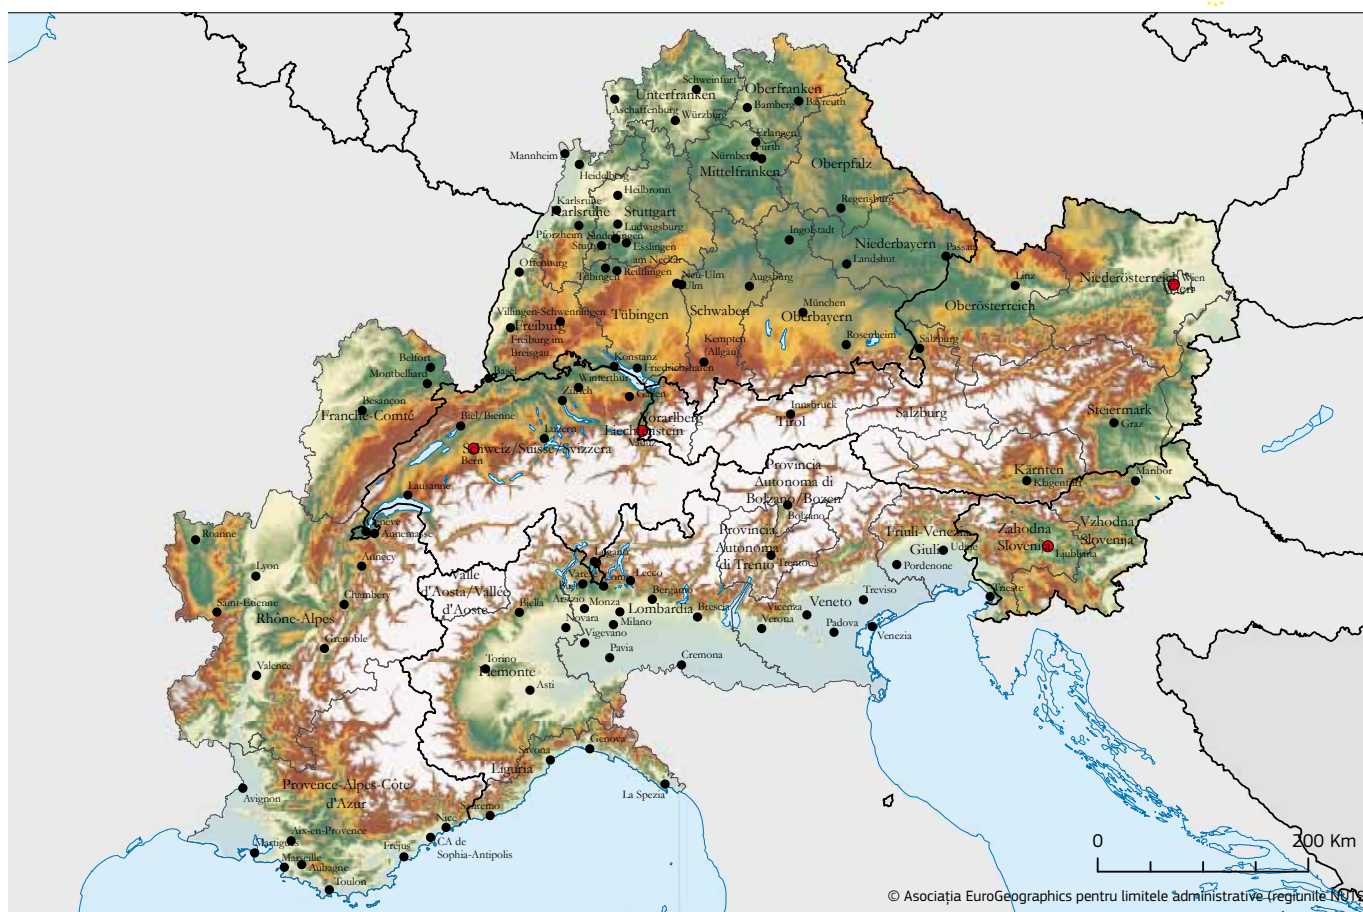 Schweinfurt
Unterfranken
Oberfranken
Aschaffenburg
Bamberg
Bayreuth
Würzburg
Erlangen
Fürth
Mannheim
Nürnberg
Oberpfalz
Mittelfranken
Heidelberg
Heilbronn
Karlsruhe
Karlsruhe
Stuttgart
Regensburg
Ludwigsburg
Pforzheim
Sindelfingen
Ingolstadt
Stuttgart
Esslingen
am Neckar
Niederbayern
Passau
Landshut
Offenburg
Tübingen
Reutlingen
Neu-Ulm
Ulm
Augsburg
Linz
Niederösterreich
Wien
Wien
Oberösterreich
Villingen-Schwenningen
Tübingen
Schwaben
München
Oberbayern
Freiburg
Freiburg im
Breisgau
Kempten
(Allgäu)
Rosenheim
Salzburg
Belfort
Montbelliard
Basel
Konstanz
Friedrichshafen
Winterthur
Zürich
Gallen
Besançon
Franche-Comté
Biel/Bienne
Vorarlberg
Liechtenstein
Vaduz
Innsbruck
Tirol
Salzburg
Steiermark
Graz
Luzern
Schweiz/Suisse/Svizzera
Bern
Provincia
Autonoma di
Bolzano/Bozen
Bolzano
Kärnten
Klagenfurt
Maribor
Lausanne
Genève
Annemasse
Roanne
Annecy
Lyon
Chambery
Saint-Etienne
Rhône-Alpes
Grenoble
Valence
Valle
d'Aosta/Vallée
d'Aoste
Lugano
Varese
Como
Lecco
Busto
Arsizio
Bergamo
Biella
Monza
Lombardia
Brescia
Novara
Milano
Vigevano
Pavia
Cremona
Provincia
Autonoma
di Trento
Trento
Friuli-Venezia
Giulia
Udine
Pordenone
Zahodna
Slovenija
Ljubljana
Vzhodna
Slovenija
Trieste
Treviso
Veneto
Vicenza
Verona
Padova
Venezia
Torino
Piemonte
Asti
Savona
Genova
Liguria
La Spezia
Provence-Alpes-Côte
d'Azur
Avignon
Sanremo
Nice
Aix-en-Provence
Martigues
CA de
Sophia-Antipolis
Fréjus
Marseille
Aubagne
Toulon
0 200 Km
© Asociația EuroGeographics pentru limitele administrative (regiunile NUTS